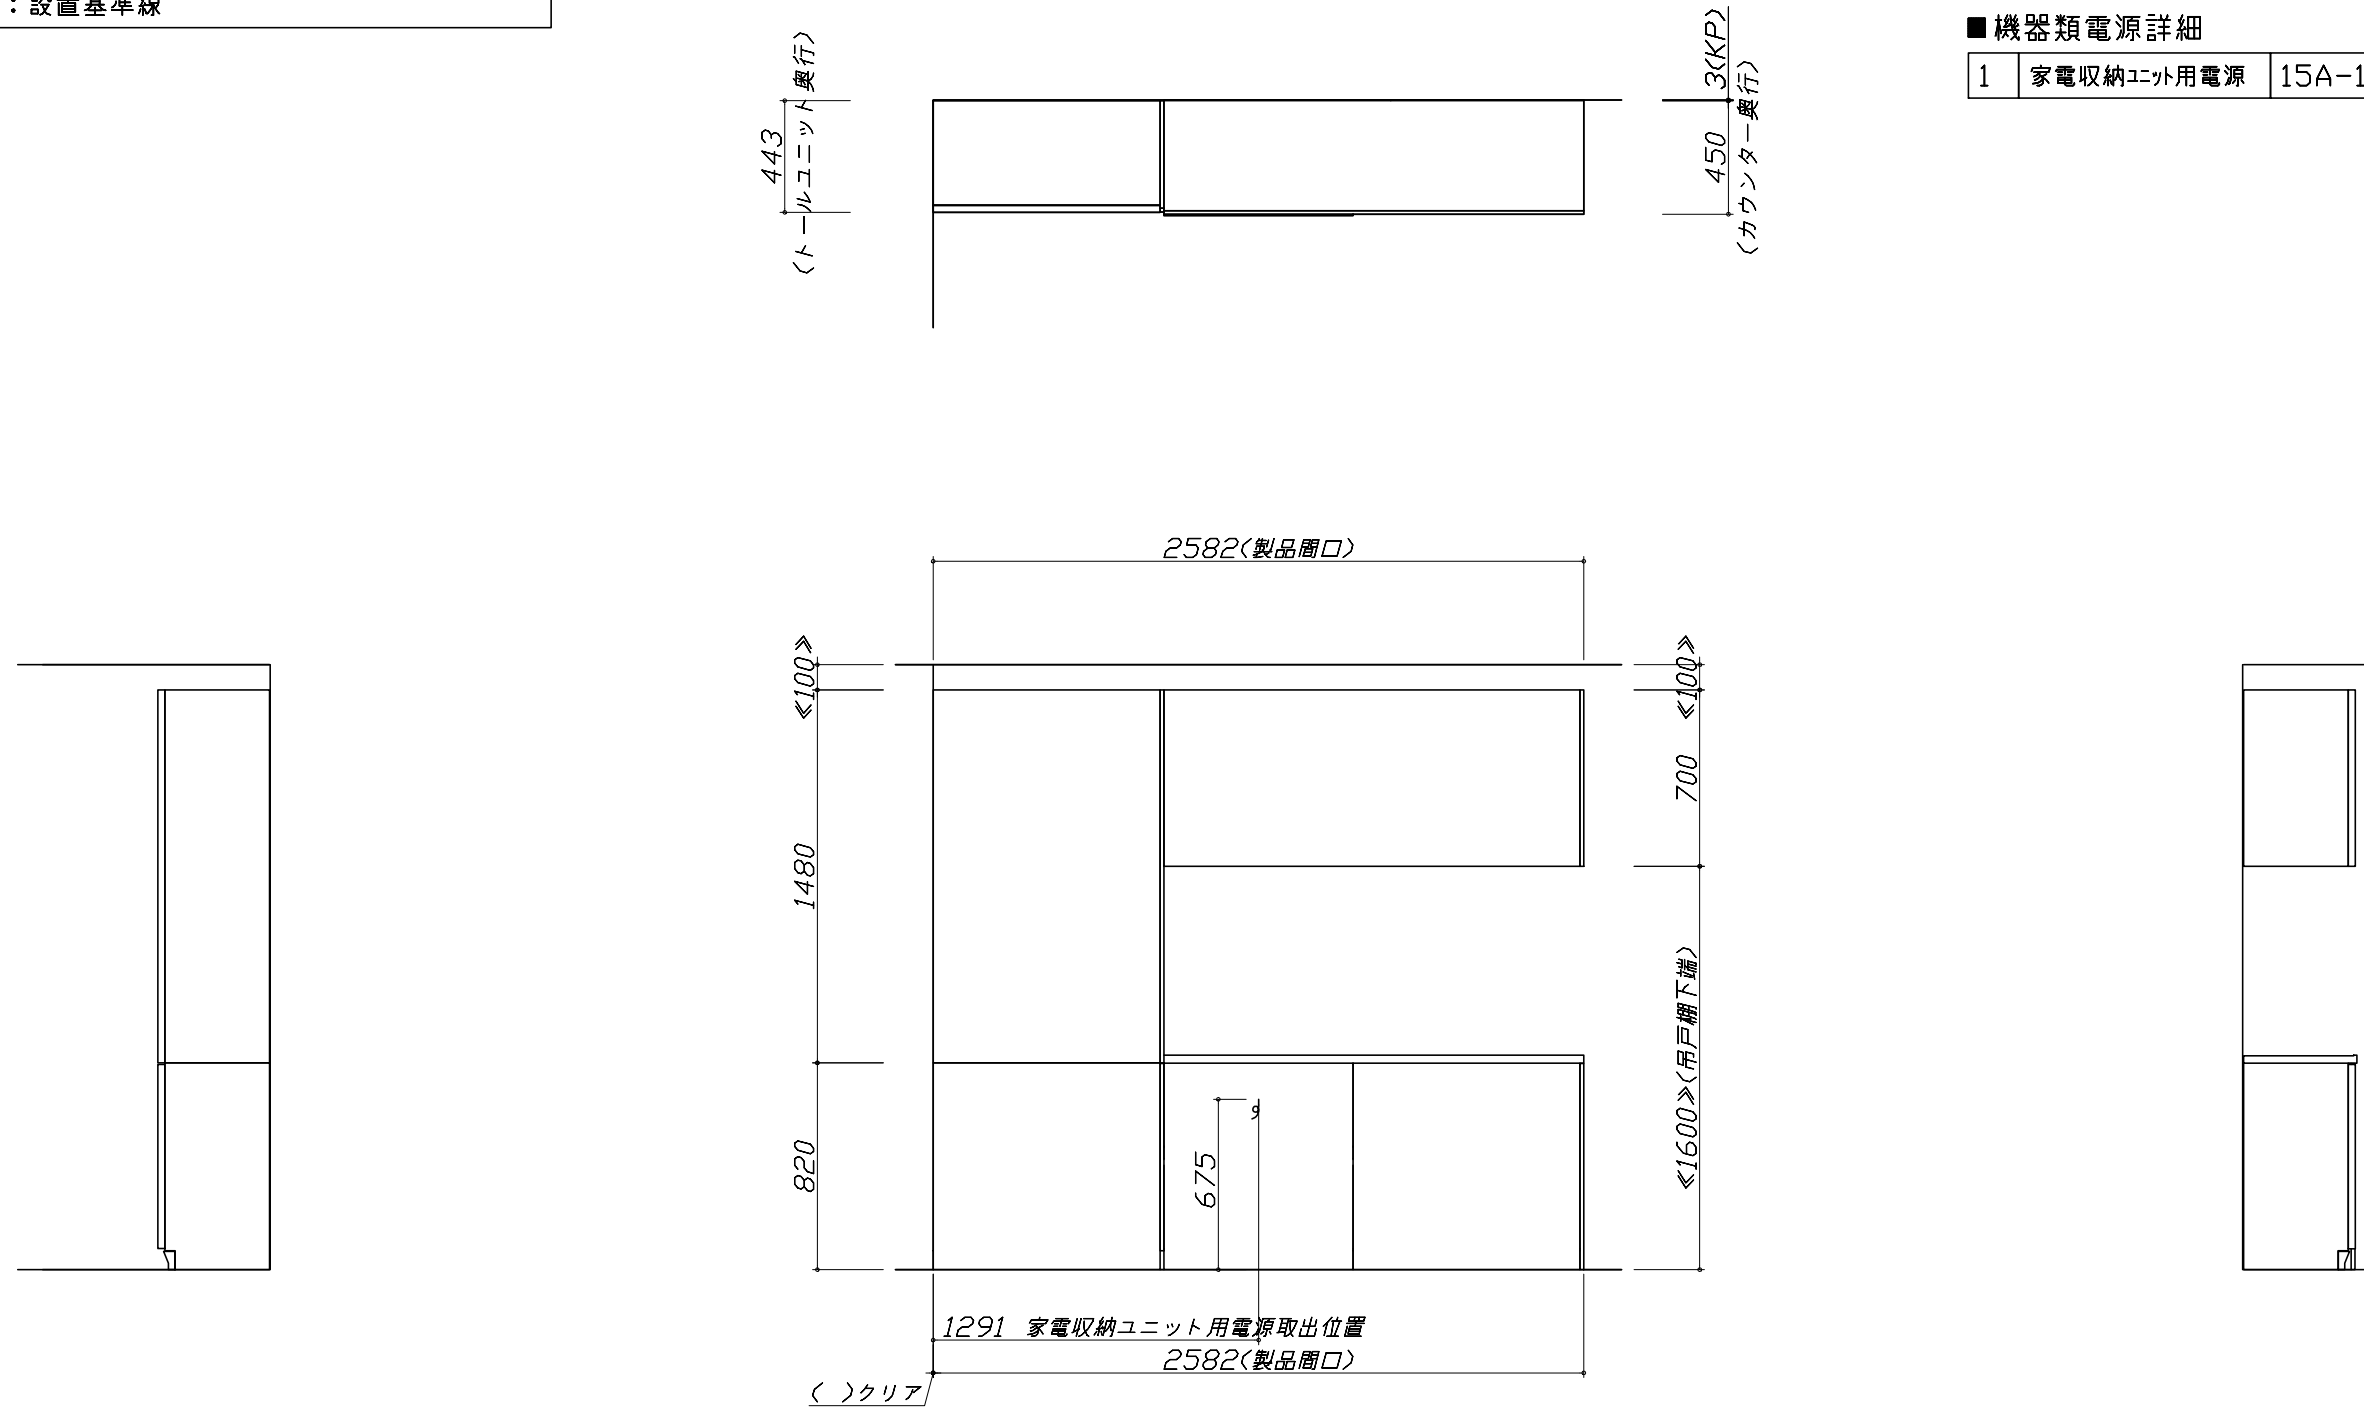 ：設置基準線
■機器類電源詳細
1 家電収納ﾕﾆｯﾄ用電源 15A-1
443
(トールユニット奥行)
3(KP)
450
(カウンター奥行)
2582(製品間口)
≪100≫
1480
820
≪100≫
700
≪1600≫(吊戸棚下端)
675
1291 家電収納ユニット用電源取出位置
2582(製品間口)
( )クリア